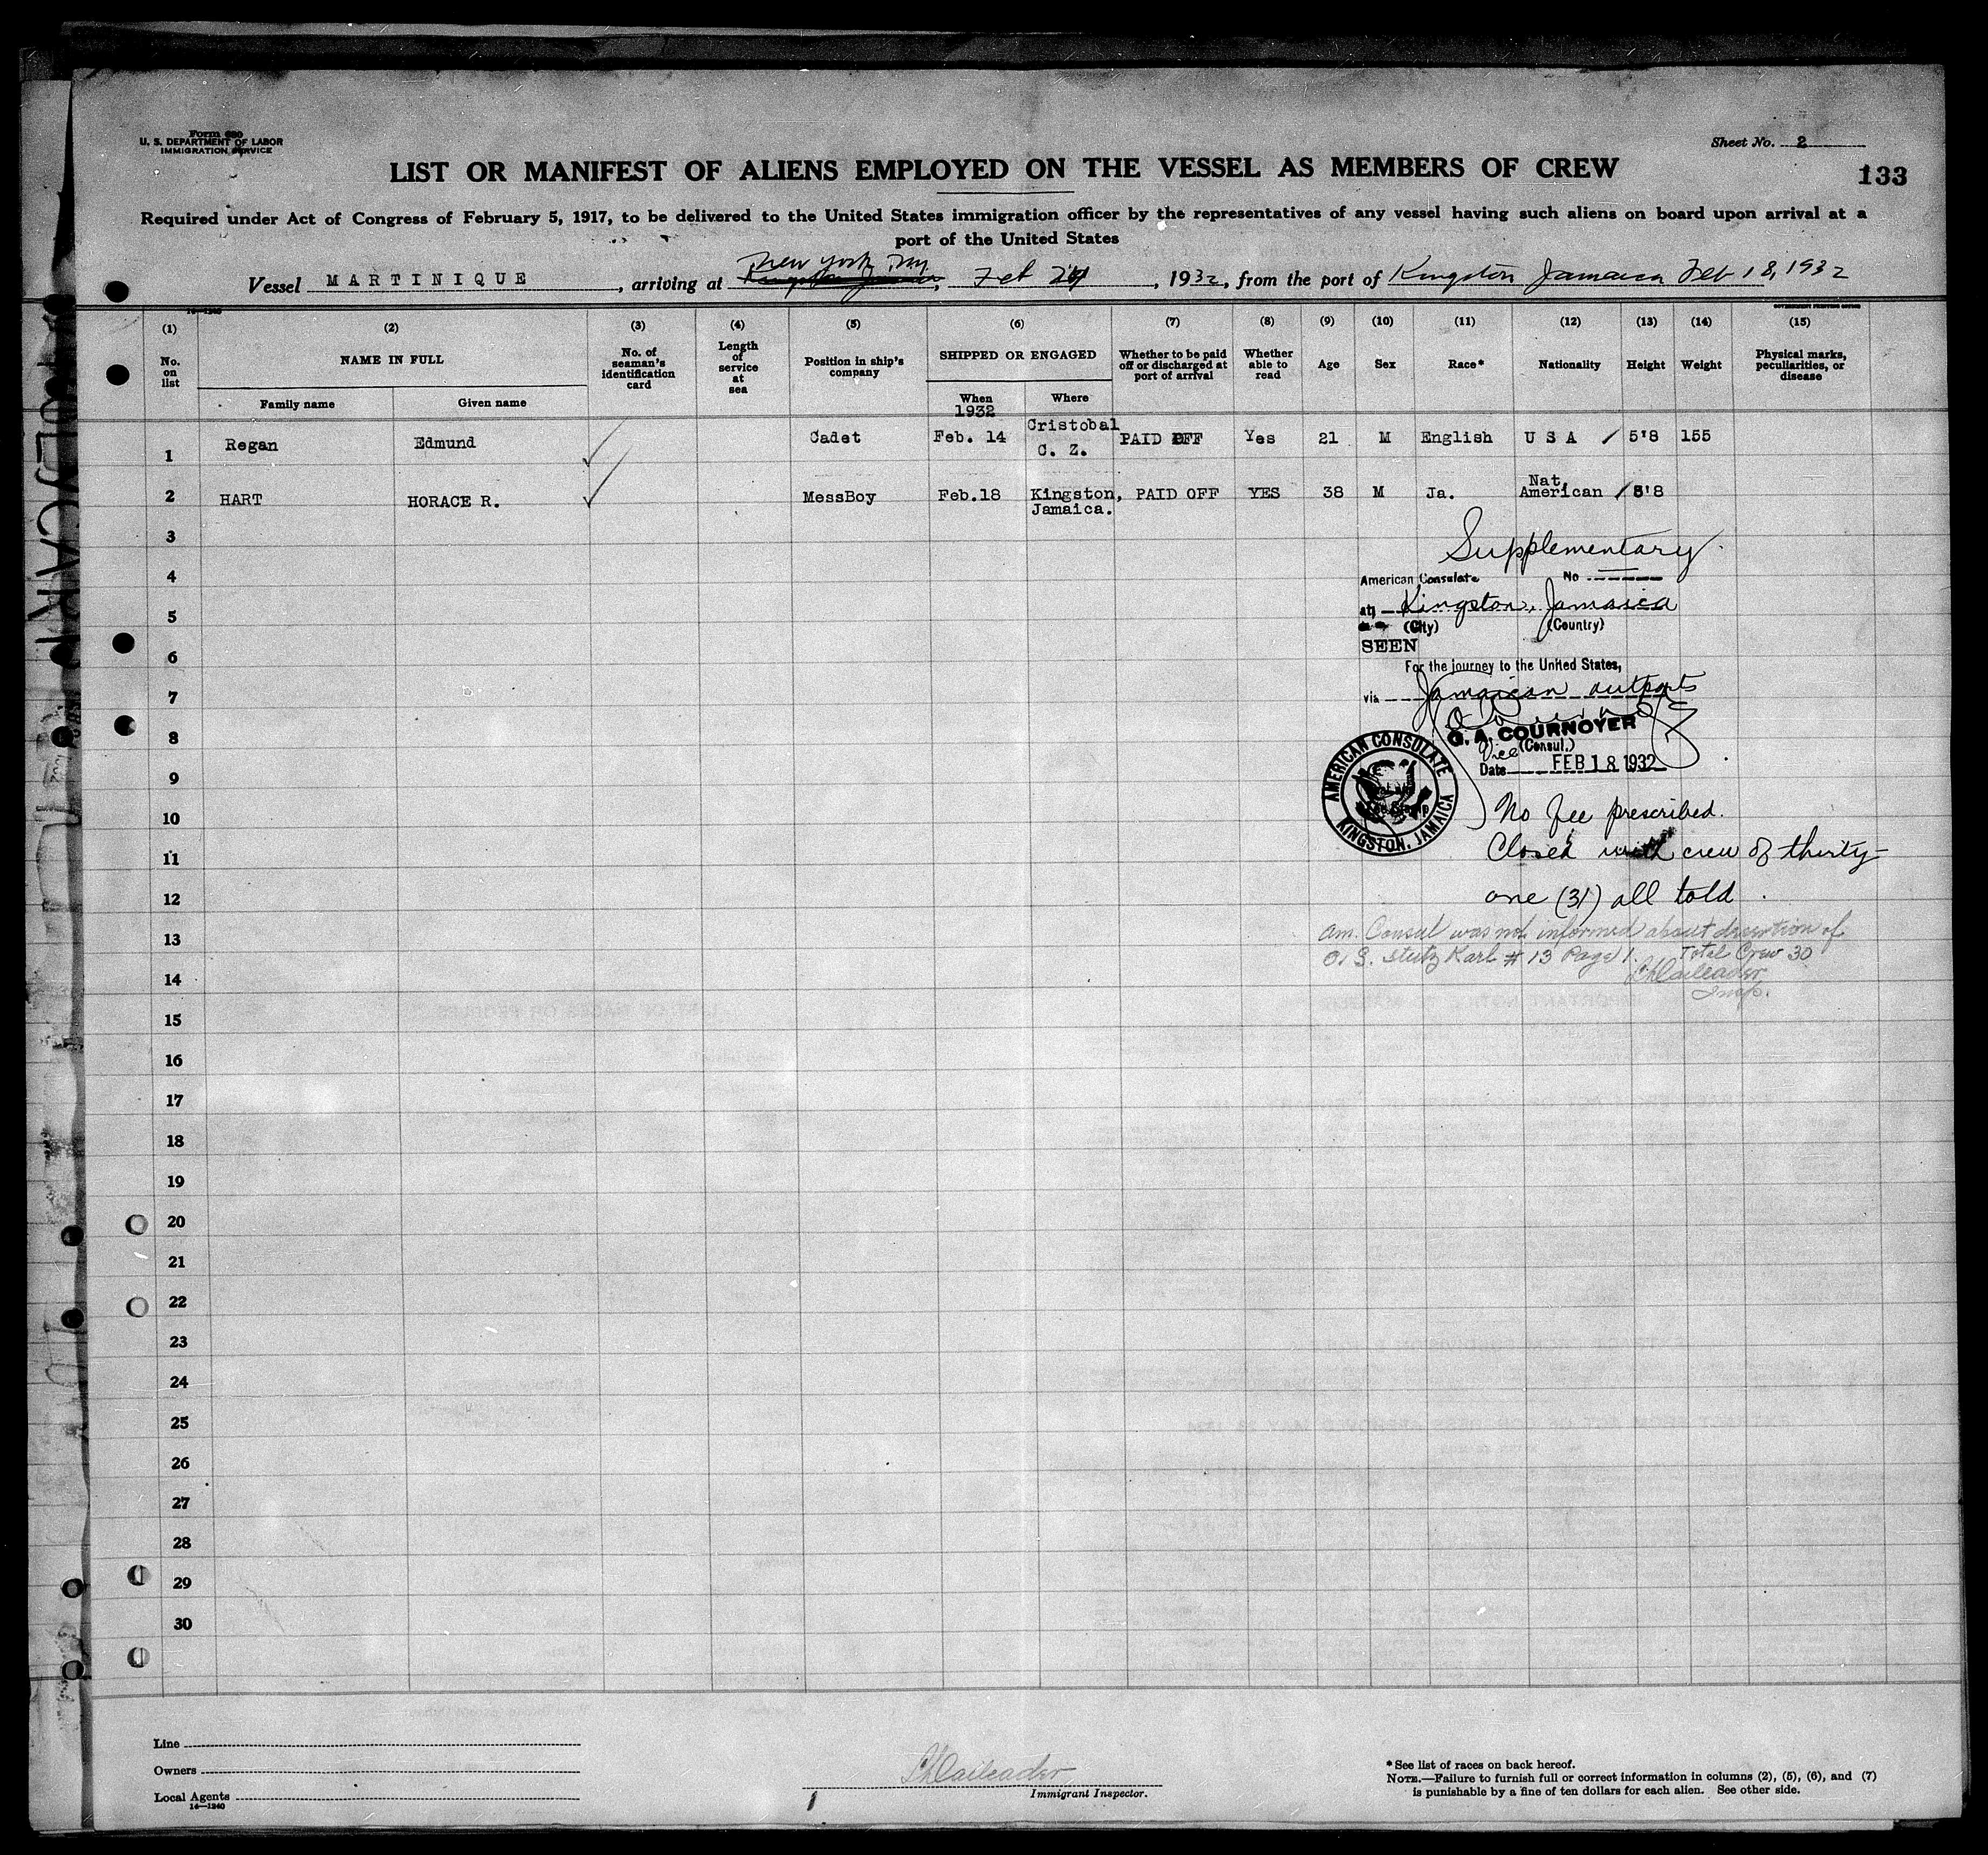 Form 680
U. S. DEPARTMENT OF LABOR
IMMIGRATION SERVICE
Sheet No. 2
LIST OR MANIFEST OF ALIENS EMPLOYED ON THE VESSEL AS MEMBERS OF CREW
133
Required under Act of Congress of February 5, 1917, to be delivered to the United States immigration officer by the representatives of any vessel having such aliens on board upon arrival at a
port of the United States
New York, NY
Vessel MARTINIQUE, arriving at Kingston Jamaica, Feb 24, 1932, from the port of Kingston Jamaica Feb 18, 1932
16—1240
GOVERNMENT PRINTING OFFICE
(1) (2) (3) (4) (5) (6) (7) (8) (9) (10) (11) (12) (13) (14) (15)
No. on list NAME IN FULL No. of seaman's identification card Length of service at sea Position in ship's company SHIPPED OR ENGAGED Whether to be paid off or discharged at port of arrival Whether able to read Age Sex Race* Nationality Height Weight Physical marks, peculiarities, or disease
Family name Given name When Where
1932
1 Regan Edmund Cadet Feb. 14 Cristobal C. Z. PAID OFF Yes 21 M English U S A 5'8 155
2 HART HORACE R. MessBoy Feb.18 Kingston, Jamaica. PAID OFF YES 38 M Ja. Nat. American 5'8
3
Supplementary
4
American Consulate No
at Kingston, Jamaica
5
(City) (Country)
SEEN
6
For the journey to the United States,
7
via Jamaican outports
G. A. COURNOYER
8
Vice (Consul.)
Date FEB 18 1932
9
AMERICAN CONSULATE
KINGSTON, JAMAICA
10
No fee prescribed.
11
Closed with crew of thirty-
12
one (31) all told.
13
Am. Consul was not informed about desertion of
O. S. Stutz Karl # 13 Page 1. Total Crew 30
14
Insp.
15
16
17
18
19
20
21
22
23
24
25
26
27
28
29
30
Line
Owners
Local Agents
16—1240
Immigrant Inspector.
*See list of races on back hereof.
NOTE.—Failure to furnish full or correct information in columns (2), (5), (6), and (7)
is punishable by a fine of ten dollars for each alien. See other side.